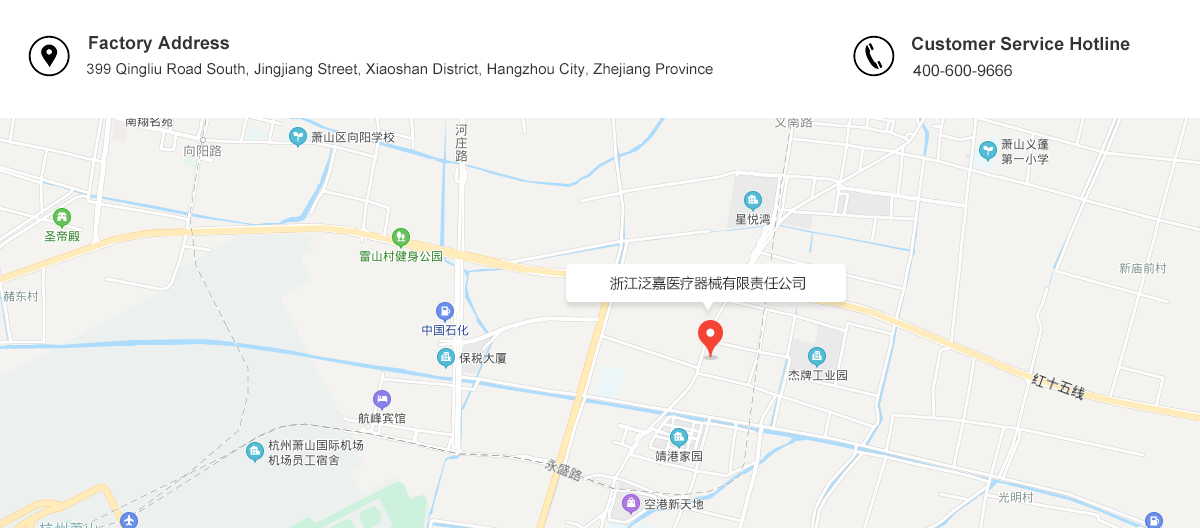 Factory Address
399 Qingliu Road South, Jingjiang Street, Xiaoshan District, Hangzhou City, Zhejiang Province
Customer Service Hotline
400-600-9666
南翔名苑
萧山区向阳学校
向阳路
河庄路
义南路
萧山义蓬
第一小学
星悦湾
圣帝殿
雷山村健身公园
新庙前村
浙江泛嘉医疗器械有限责任公司
赭东村
中国石化
保税大厦
杰牌工业园
红十五线
航峰宾馆
杭州萧山国际机场
机场员工宿舍
靖港家园
永盛路
空港新天地
光明村
杭州萧山